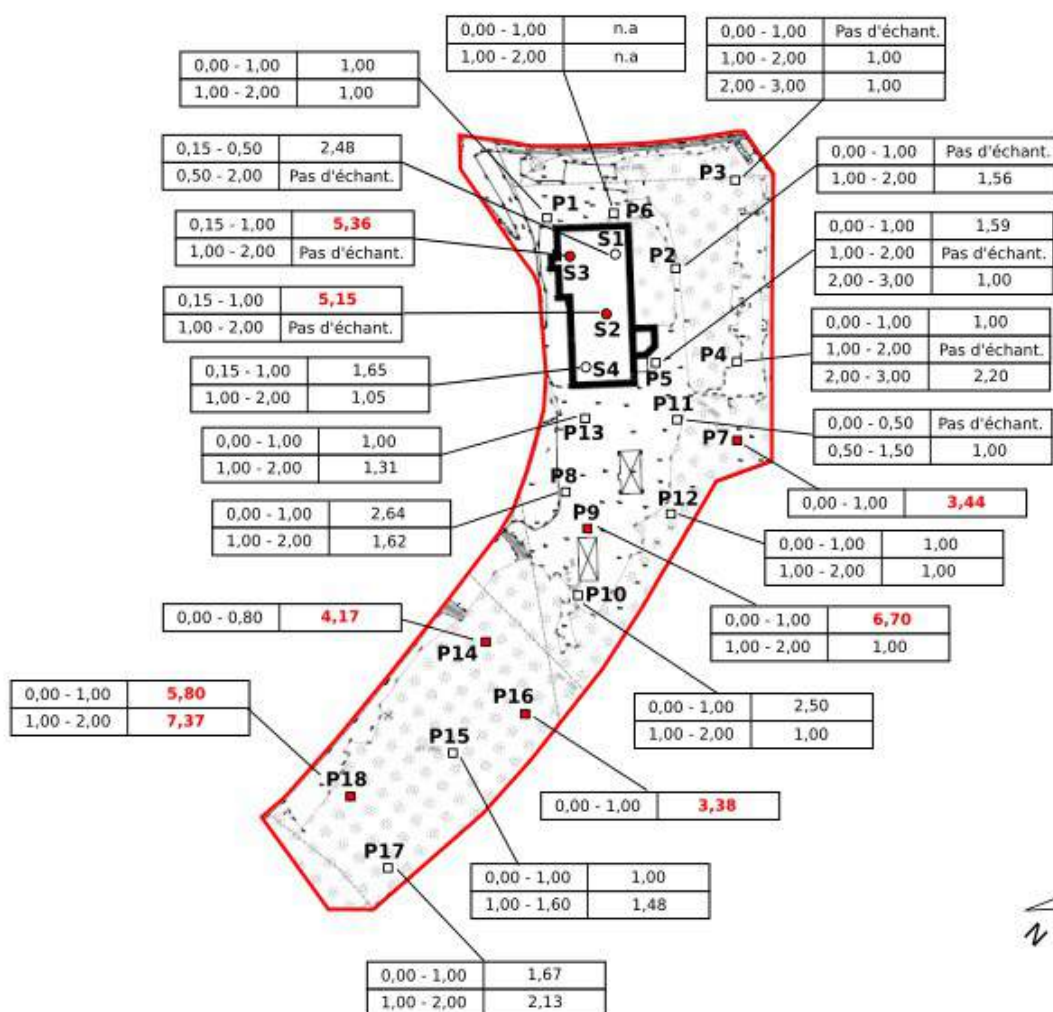 0,00 - 1,00 n.a
1,00 - 2,00 n.a
0,00 - 1,00 Pas d'échant.
1,00 - 2,00 1,00
2,00 - 3,00 1,00
0,00 - 1,00 1,00
1,00 - 2,00 1,00
0,15 - 0,50 2,48
0,50 - 2,00 Pas d'échant.
0,00 - 1,00 Pas d'échant.
1,00 - 2,00 1,56
P3
P1
P6
0,15 - 1,00 5,36
1,00 - 2,00 Pas d'échant.
S1
S3
P2
0,00 - 1,00 1,59
1,00 - 2,00 Pas d'échant.
2,00 - 3,00 1,00
0,15 - 1,00 5,15
1,00 - 2,00 Pas d'échant.
S2
0,00 - 1,00 1,00
1,00 - 2,00 Pas d'échant.
2,00 - 3,00 2,20
P4
S4
P5
0,15 - 1,00 1,65
1,00 - 2,00 1,05
P11
P13
P7
0,00 - 0,50 Pas d'échant.
0,50 - 1,50 1,00
0,00 - 1,00 1,00
1,00 - 2,00 1,31
P8
P12
P9
0,00 - 1,00 3,44
0,00 - 1,00 2,64
1,00 - 2,00 1,62
0,00 - 1,00 1,00
1,00 - 2,00 1,00
P10
0,00 - 0,80 4,17
0,00 - 1,00 6,70
1,00 - 2,00 1,00
P14
0,00 - 1,00 5,80
1,00 - 2,00 7,37
P16
0,00 - 1,00 2,50
1,00 - 2,00 1,00
P15
P18
0,00 - 1,00 3,38
P17
0,00 - 1,00 1,00
1,00 - 1,60 1,48
N
0,00 - 1,00 1,67
1,00 - 2,00 2,13